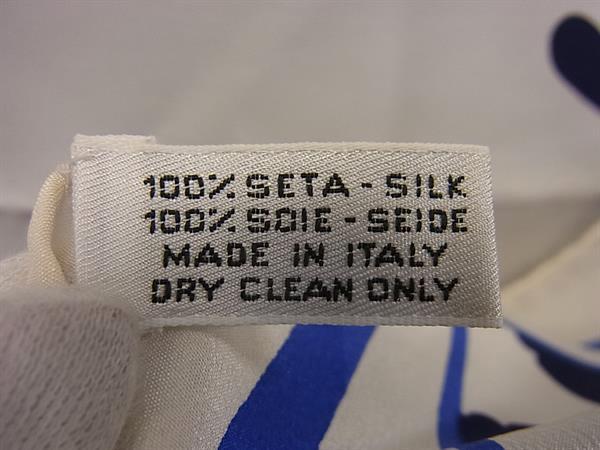 100% SETA - SILK
100% SOIE - SEIDE
MADE IN ITALY
DRY CLEAN ONLY